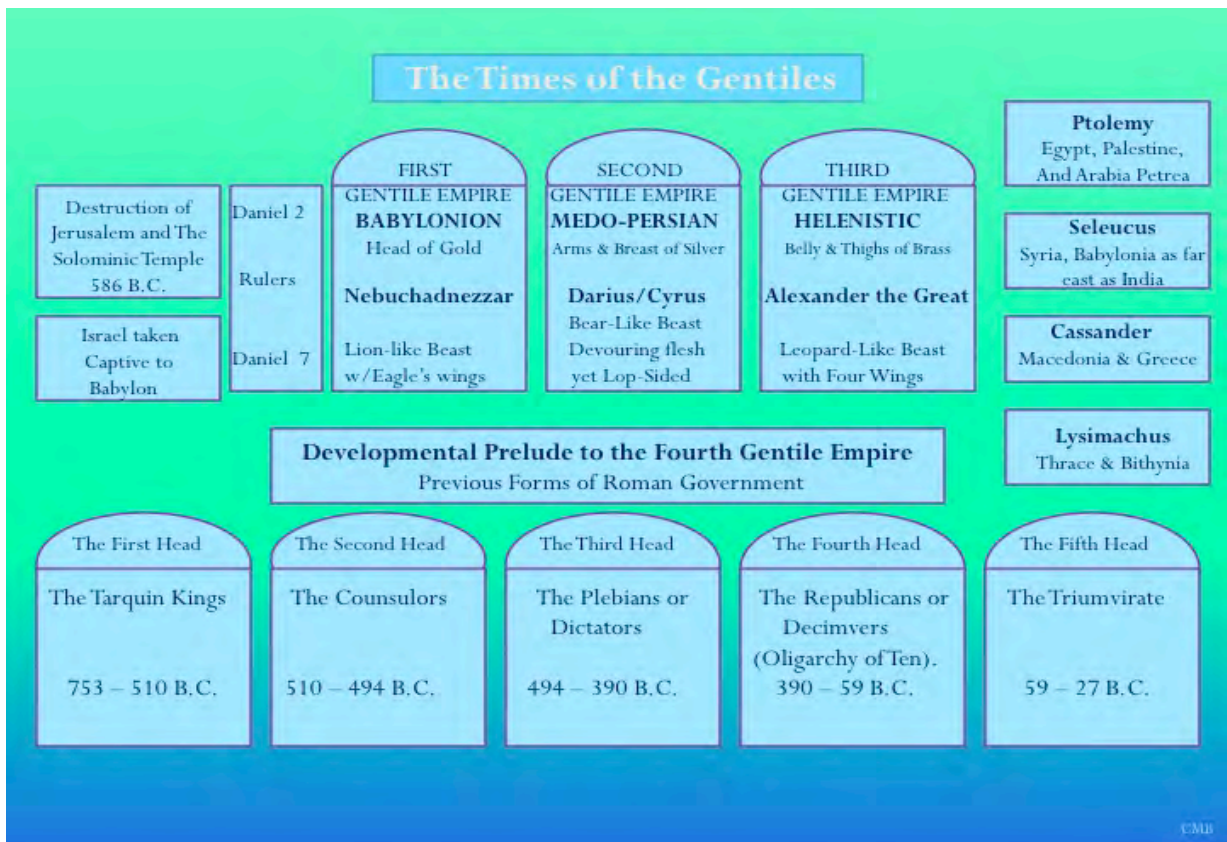 The Times of the Gentiles
Destruction of
Jerusalem and The
Solominic Temple
586 B.C.
Israel taken
Captive to
Babylon
Daniel 2
Rulers
Daniel 7
FIRST
GENTILE EMPIRE
BABYLONION
Head of Gold
Nebuchadnezzar
Lion-like Beast
w/Eagle's wings
SECOND
GENTILE EMPIRE
MEDO-PERSIAN
Arms & Breast of Silver
Darius/Cyrus
Bear-Like Beast
Devouring flesh
yet Lop-Sided
THIRD
GENTILE EMPIRE
HELENISTIC
Belly & Thighs of Brass
Alexander the Great
Leopard-Like Beast
with Four Wings
Ptolemy
Egypt, Palestine,
And Arabia Petrea
Seleucus
Syria, Babylonia as far
east as India
Cassander
Macedonia & Greece
Lysimachus
Thrace & Bithynia
Developmental Prelude to the Fourth Gentile Empire
Previous Forms of Roman Government
The First Head
The Tarquin Kings
753 – 510 B.C.
The Second Head
The Counsulors
510 – 494 B.C.
The Third Head
The Plebians or
Dictators
494 – 390 B.C.
The Fourth Head
The Republicans or
Decimvers
(Oligarchy of Ten).
390 – 59 B.C.
The Fifth Head
The Triumvirate
59 – 27 B.C.
CMB